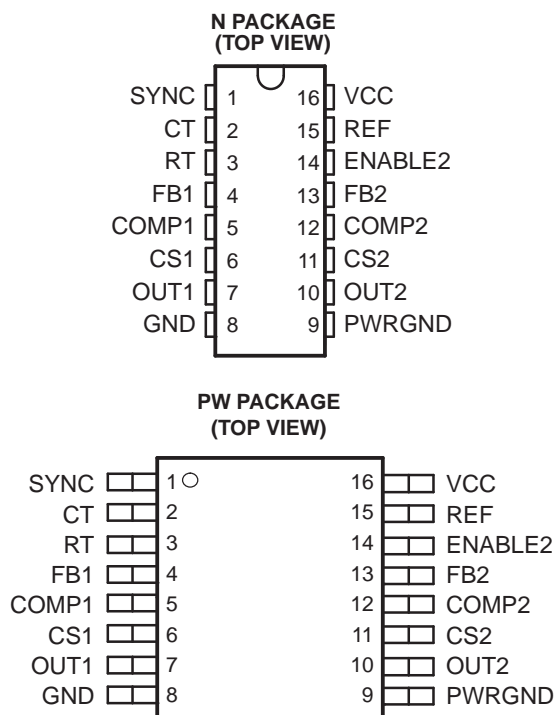 N PACKAGE
(TOP VIEW)
SYNC 1 16 VCC
CT 2 15 REF
RT 3 14 ENABLE2
FB1 4 13 FB2
COMP1 5 12 COMP2
CS1 6 11 CS2
OUT1 7 10 OUT2
GND 8 9 PWRGND
PW PACKAGE
(TOP VIEW)
SYNC 1 16 VCC
CT 2 15 REF
RT 3 14 ENABLE2
FB1 4 13 FB2
COMP1 5 12 COMP2
CS1 6 11 CS2
OUT1 7 10 OUT2
GND 8 9 PWRGND